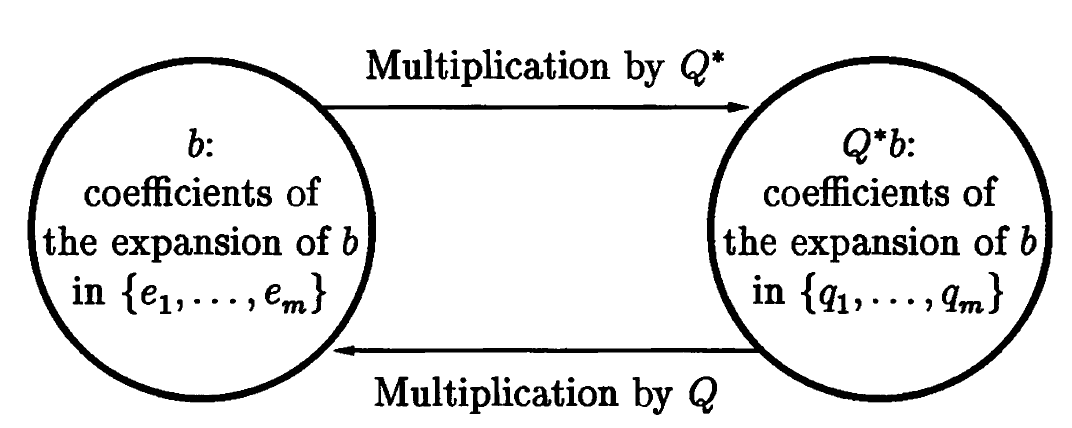 Multiplication by Q*
b:
coefficients of
the expansion of b
in {e₁, . . . , eₘ}
Q*b:
coefficients of
the expansion of b
in {q₁, . . . , qₘ}
Multiplication by Q